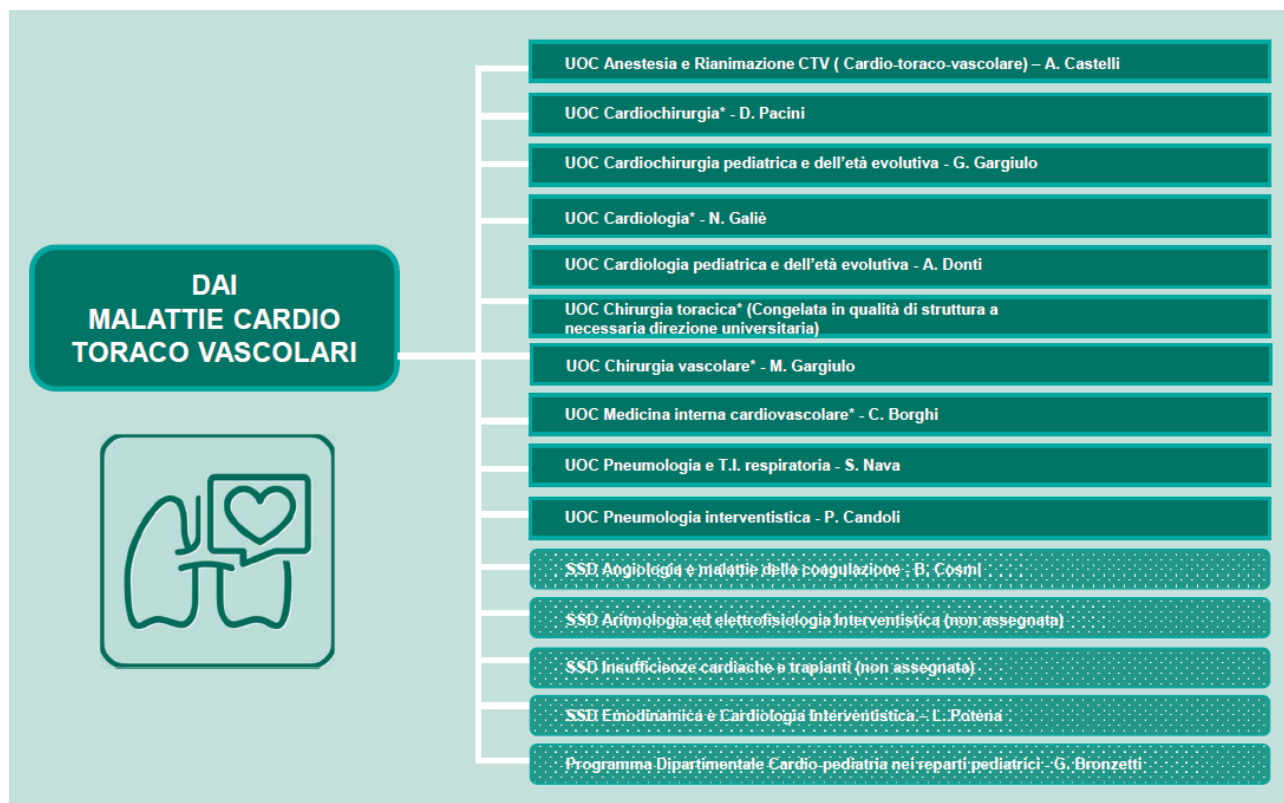 DAI
MALATTIE CARDIO
TORACO VASCOLARI
UOC Anestesia e Rianimazione CTV ( Cardio-toraco-vascolare) – A. Castelli
UOC Cardiochirurgia* - D. Pacini
UOC Cardiochirurgia pediatrica e dell'età evolutiva - G. Gargiulo
UOC Cardiologia* - N. Galiè
UOC Cardiologia pediatrica e dell'età evolutiva - A. Donti
UOC Chirurgia toracica* (Congelata in qualità di struttura a
necessaria direzione universitaria)
UOC Chirurgia vascolare* - M. Gargiulo
UOC Medicina interna cardiovascolare* - C. Borghi
UOC Pneumologia e T.I. respiratoria - S. Nava
UOC Pneumologia interventistica - P. Candoli
SSD Angiologia e malattie della coagulazione - B. Cosmi
SSD Aritmologia ed elettrofisiologia Interventistica (non assegnata)
SSD Insufficienze cardiache e trapianti (non assegnata)
SSD Emodinamica e Cardiologia Interventistica – L. Potena
Programma Dipartimentale Cardio-pediatria nei reparti pediatrici - G. Bronzetti